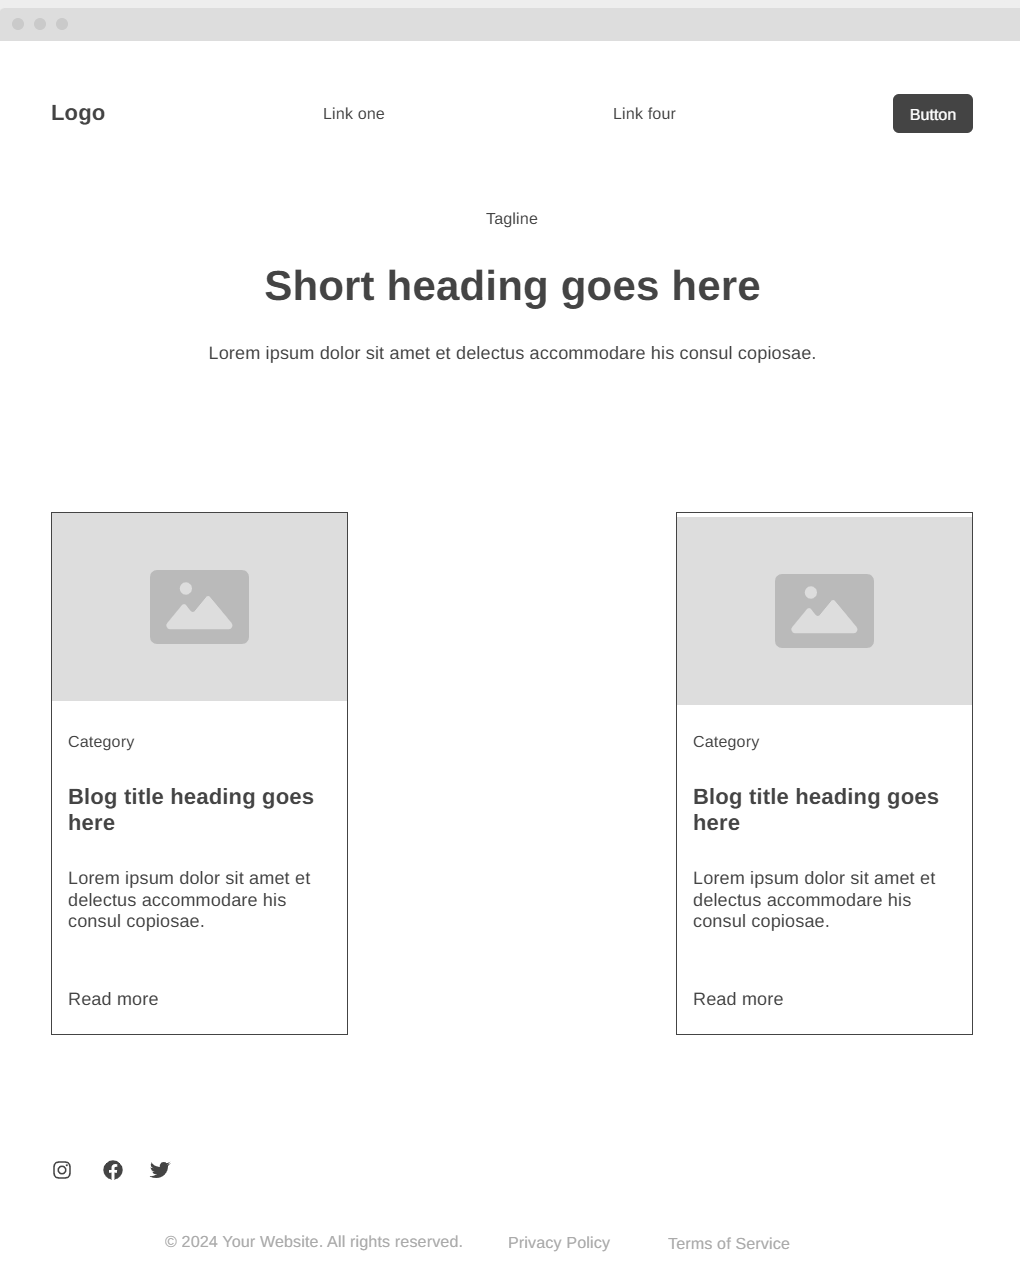 Logo
Link one
Link four
Button
Tagline
Short heading goes here
Lorem ipsum dolor sit amet et delectus accommodare his consul copiosae.
Category
Blog title heading goes
here
Lorem ipsum dolor sit amet et
delectus accommodare his
consul copiosae.
Read more
Category
Blog title heading goes
here
Lorem ipsum dolor sit amet et
delectus accommodare his
consul copiosae.
Read more
© 2024 Your Website. All rights reserved.
Privacy Policy
Terms of Service